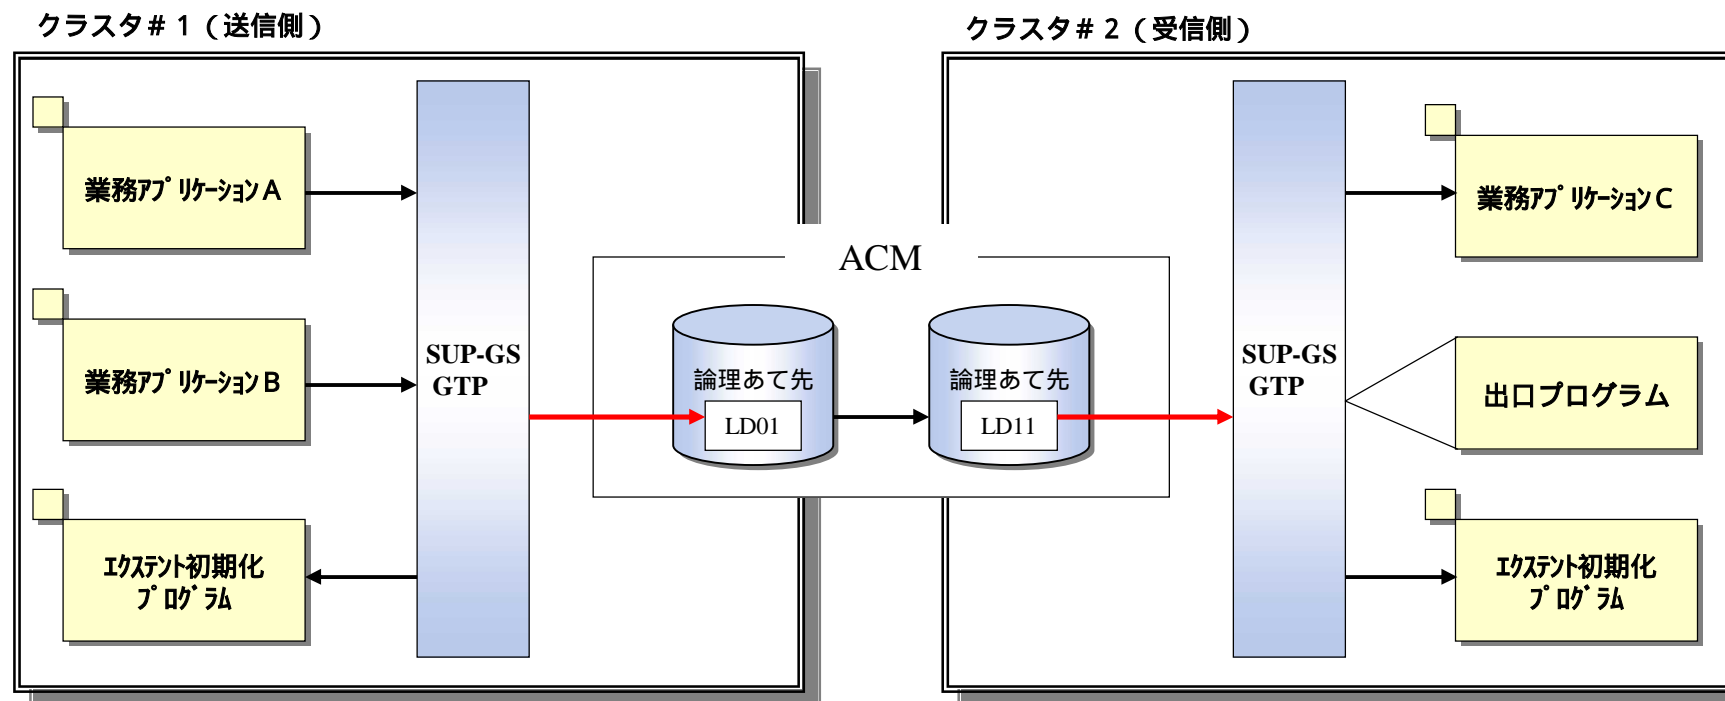 クラスタ＃１（送信側）
クラスタ＃２（受信側）
業務ｱﾌﾟﾘｹｰｼｮﾝＡ
業務ｱﾌﾟﾘｹｰｼｮﾝＢ
ｴｸｽﾃﾝﾄ初期化
ﾌﾟﾛｸﾞﾗﾑ
SUP-GS
GTP
ACM
論理あて先
LD01
論理あて先
LD11
SUP-GS
GTP
業務ｱﾌﾟﾘｹｰｼｮﾝＣ
出口プログラム
ｴｸｽﾃﾝﾄ初期化
ﾌﾟﾛｸﾞﾗﾑ